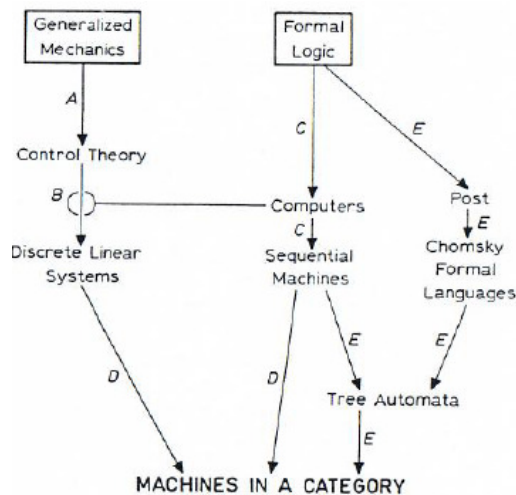 Generalized
Mechanics
Formal
Logic
A
C
E
Control Theory
B
Post
Computers
E
C
Discrete Linear
Systems
Sequential
Machines
Chomsky
Formal
Languages
D
D
E
E
Tree Automata
E
MACHINES IN A CATEGORY